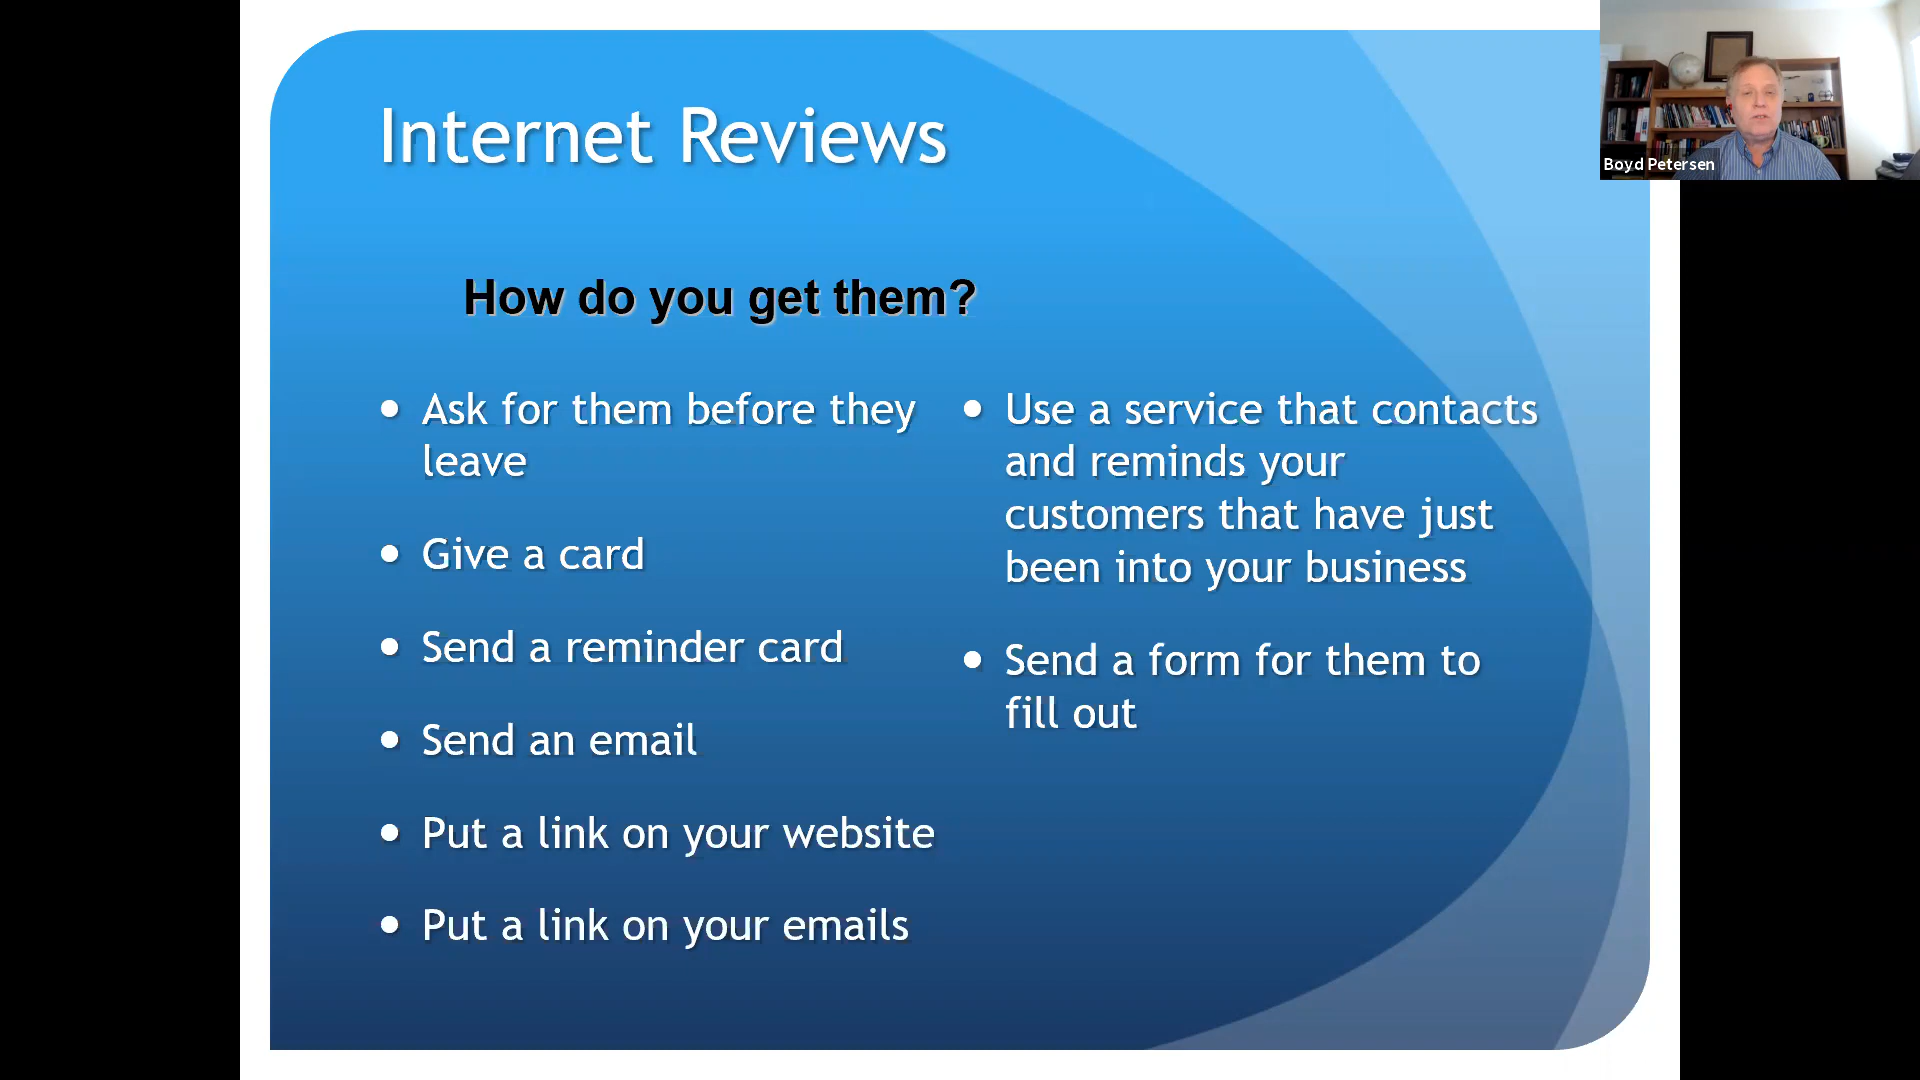 Internet Reviews
How do you get them?
• Ask for them before they
leave
• Give a card
• Send a reminder card
• Send an email
• Put a link on your website
• Put a link on your emails
• Use a service that contacts
and reminds your
customers that have just
been into your business
• Send a form for them to
fill out
Boyd Petersen